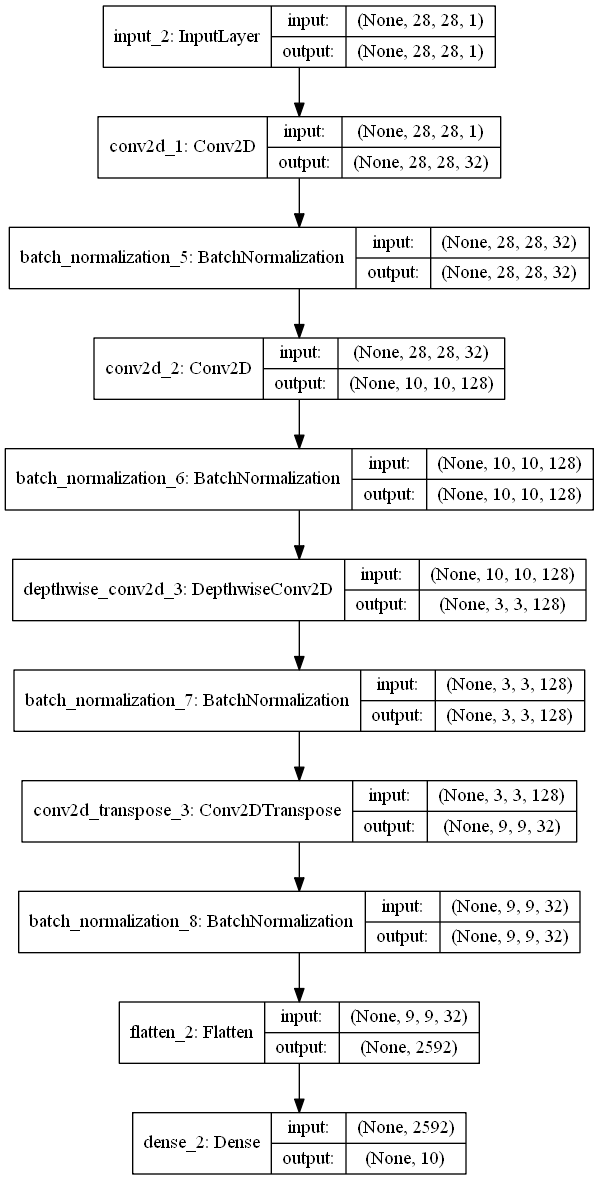 input_2: InputLayer
input: (None, 28, 28, 1)
output: (None, 28, 28, 1)
conv2d_1: Conv2D
input: (None, 28, 28, 1)
output: (None, 28, 28, 32)
batch_normalization_5: BatchNormalization
input: (None, 28, 28, 32)
output: (None, 28, 28, 32)
conv2d_2: Conv2D
input: (None, 28, 28, 32)
output: (None, 10, 10, 128)
batch_normalization_6: BatchNormalization
input: (None, 10, 10, 128)
output: (None, 10, 10, 128)
depthwise_conv2d_3: DepthwiseConv2D
input: (None, 10, 10, 128)
output: (None, 3, 3, 128)
batch_normalization_7: BatchNormalization
input: (None, 3, 3, 128)
output: (None, 3, 3, 128)
conv2d_transpose_3: Conv2DTranspose
input: (None, 3, 3, 128)
output: (None, 9, 9, 32)
batch_normalization_8: BatchNormalization
input: (None, 9, 9, 32)
output: (None, 9, 9, 32)
flatten_2: Flatten
input: (None, 9, 9, 32)
output: (None, 2592)
dense_2: Dense
input: (None, 2592)
output: (None, 10)